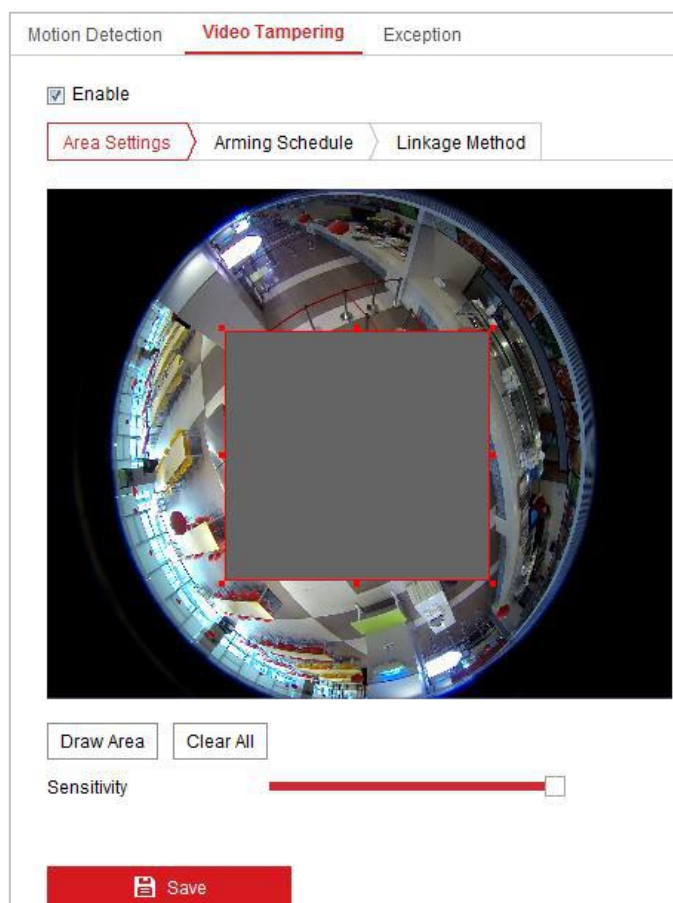 Motion Detection Video Tampering Exception
Enable
Area Settings Arming Schedule Linkage Method
Draw Area Clear All
Sensitivity
Save